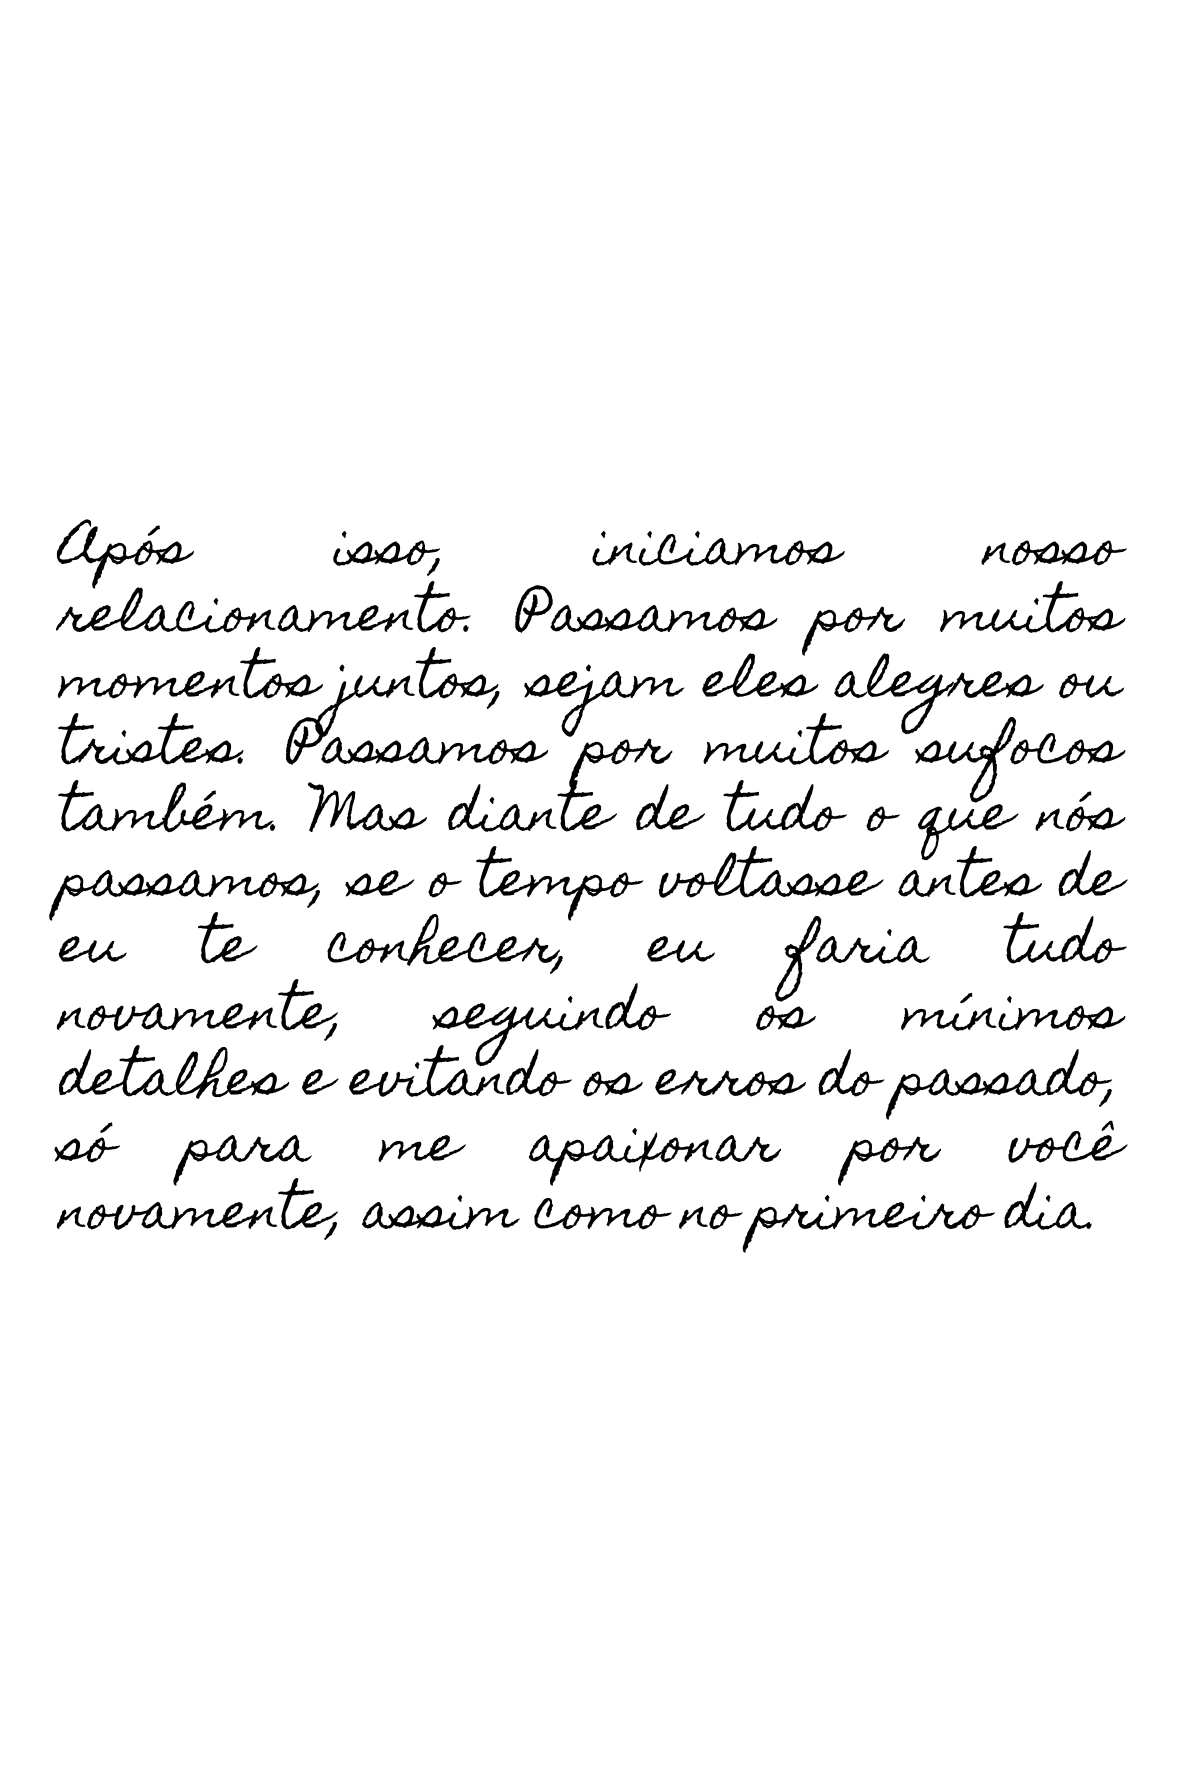 Após isso, iniciamos nosso
relacionamento. Passamos por muitos
momentos juntos, sejam eles alegres ou
tristes. Passamos por muitos sufocos
também. Mas diante de tudo o que nós
passamos, se o tempo voltasse antes de
eu te conhecer, eu faria tudo
novamente, seguindo os mínimos
detalhes e evitando os erros do passado,
só para me apaixonar por você
novamente, assim como no primeiro dia.